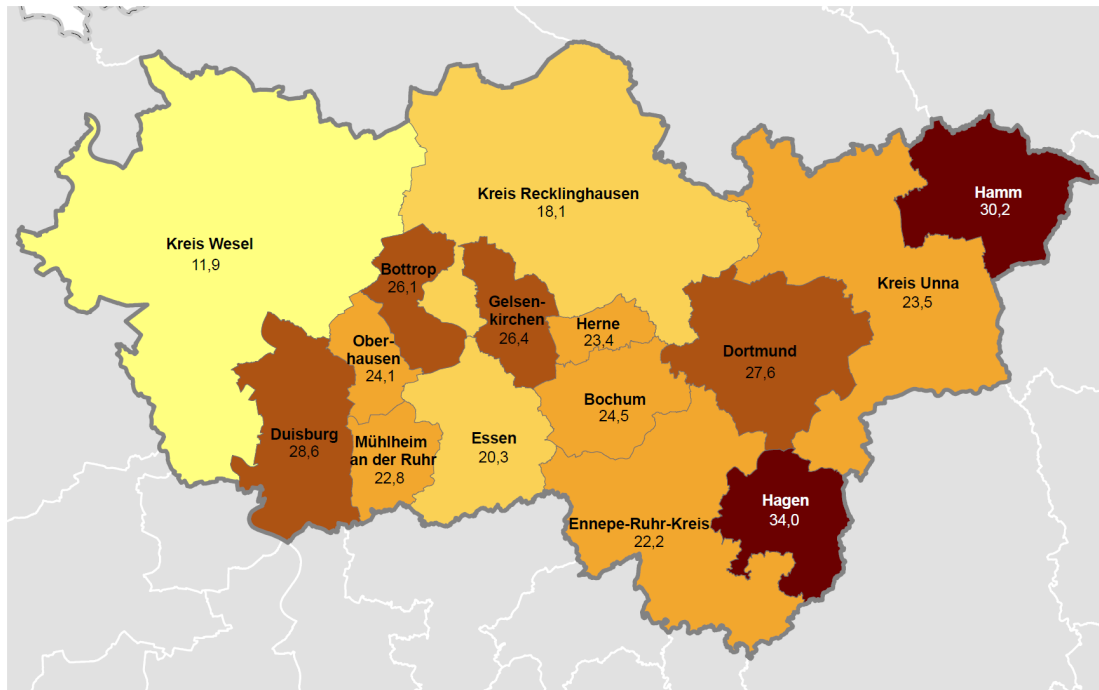 Kreis Recklinghausen
18,1
Hamm
30,2
Kreis Wesel
11,9
Bottrop
26,1
Gelsen-
kirchen
26,4
Kreis Unna
23,5
Herne
23,4
Ober-
hausen
24,1
Dortmund
27,6
Bochum
24,5
Duisburg
28,6
Mühlheim
an der Ruhr
22,8
Essen
20,3
Hagen
34,0
Ennepe-Ruhr-Kreis
22,2